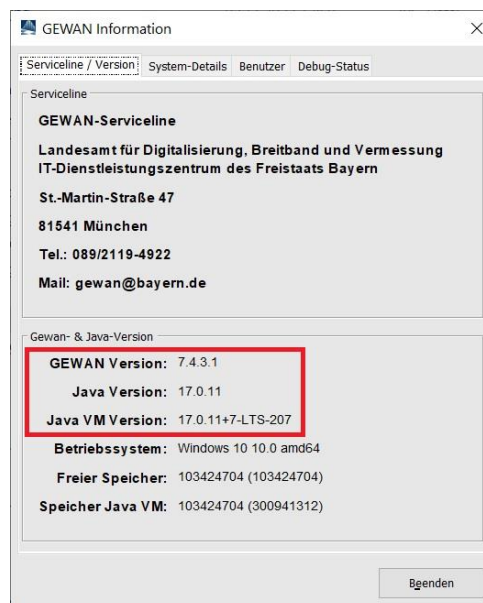 GEWAN Information
Serviceline / Version System-Details Benutzer Debug-Status
Serviceline
GEWAN-Serviceline
Landesamt für Digitalisierung, Breitband und Vermessung
IT-Dienstleistungszentrum des Freistaats Bayern
St.-Martin-Straße 47
81541 München
Tel.: 089/2119-4922
Mail: gewan@bayern.de
Gewan- & Java-Version
GEWAN Version: 7.4.3.1
Java Version: 17.0.11
Java VM Version: 17.0.11+7-LTS-207
Betriebssystem: Windows 10 10.0 amd64
Freier Speicher: 103424704 (103424704)
Speicher Java VM: 103424704 (300941312)
Beenden